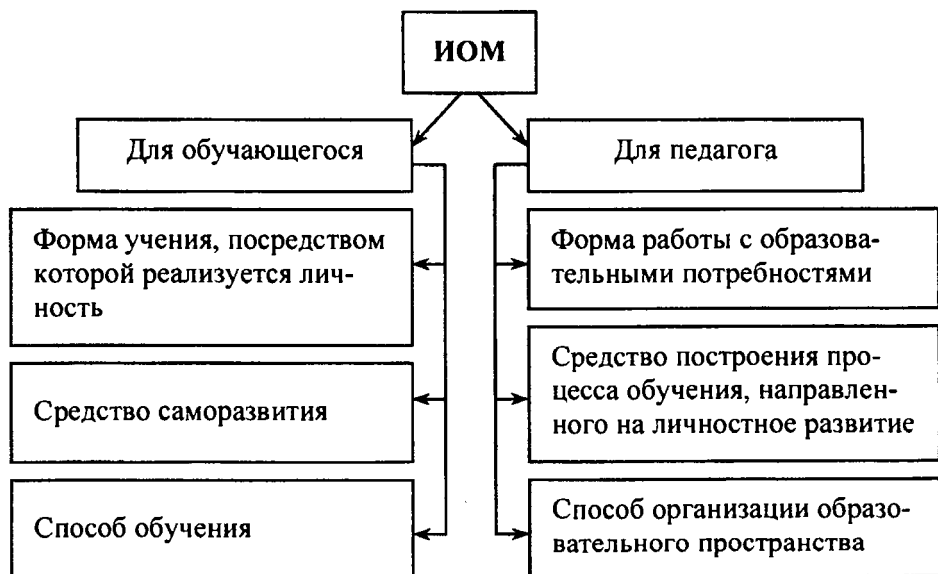 ИОМ
Для обучающегося
Для педагога
Форма учения, посредством
которой реализуется лич-
ность
Форма работы с образова-
тельными потребностями
Средство саморазвития
Средство построения про-
цесса обучения, направлен-
ного на личностное развитие
Способ обучения
Способ организации образо-
вательного пространства